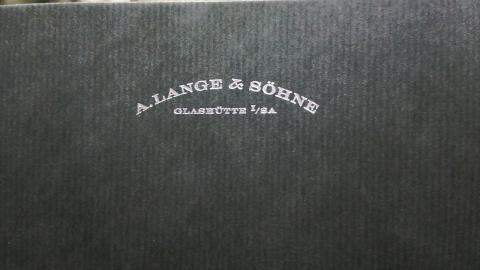 A. LANGE & SÖHNE
GLASHÜTTE I/SA